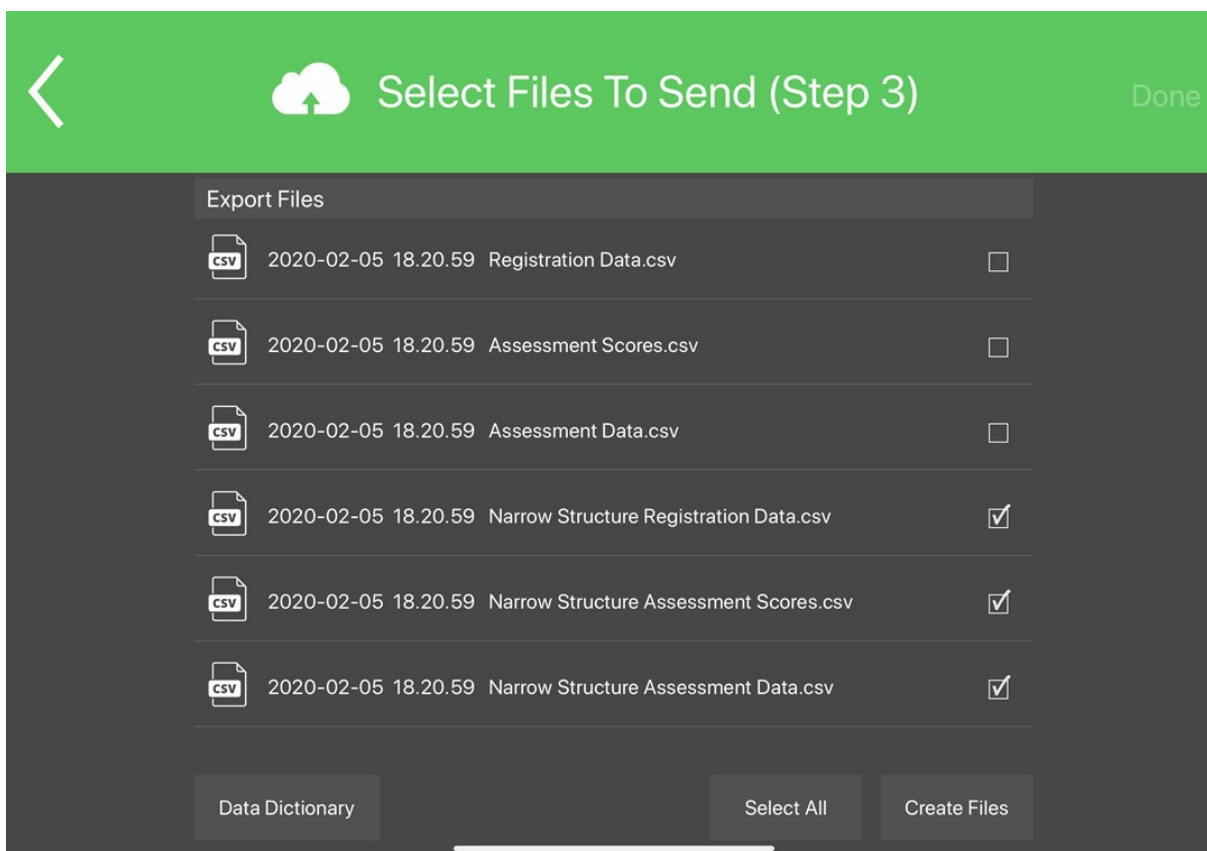 Select Files To Send (Step 3)
Done
Export Files
CSV 2020-02-05 18.20.59 Registration Data.csv
CSV 2020-02-05 18.20.59 Assessment Scores.csv
CSV 2020-02-05 18.20.59 Assessment Data.csv
CSV 2020-02-05 18.20.59 Narrow Structure Registration Data.csv
CSV 2020-02-05 18.20.59 Narrow Structure Assessment Scores.csv
CSV 2020-02-05 18.20.59 Narrow Structure Assessment Data.csv
Data Dictionary Select All Create Files